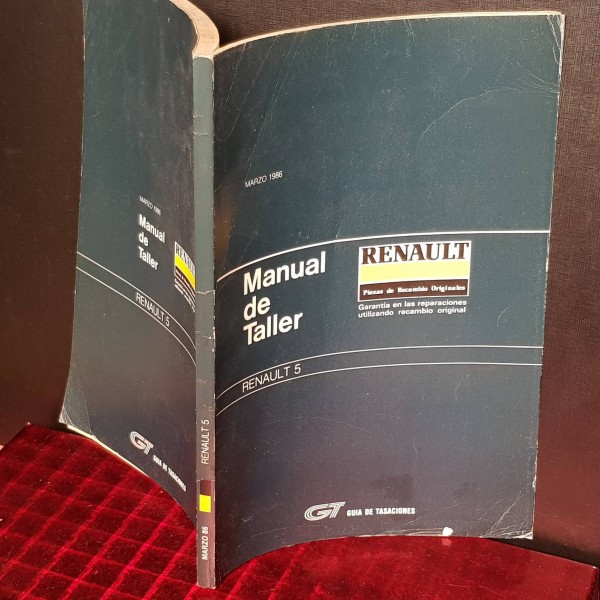 MARZO 1986
Manual
de
Taller
RENAULT 5
GT GUIA DE TASACIONES
RENAULT 5
MARZO 86
MARZO 1986
Manual
de
Taller
RENAULT
Piezas de Recambio Originales
Garantía en las reparaciones
utilizando recambio original
RENAULT 5
GT GUIA DE TASACIONES